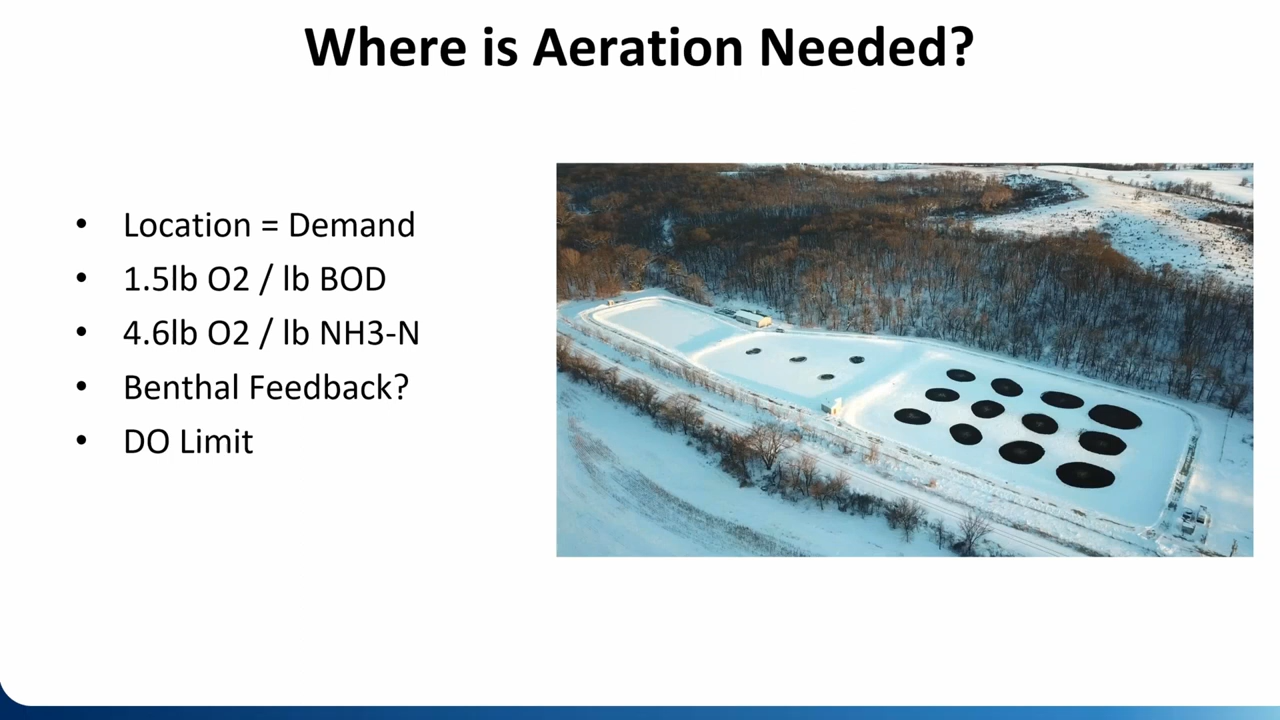 Where is Aeration Needed?
• Location = Demand
• 1.5lb O2 / lb BOD
• 4.6lb O2 / lb NH3-N
• Benthal Feedback?
• DO Limit